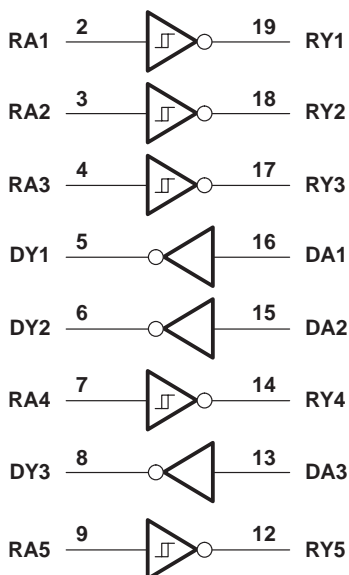 RA1 2 19 RY1
RA2 3 18 RY2
RA3 4 17 RY3
DY1 5 16 DA1
DY2 6 15 DA2
RA4 7 14 RY4
DY3 8 13 DA3
RA5 9 12 RY5